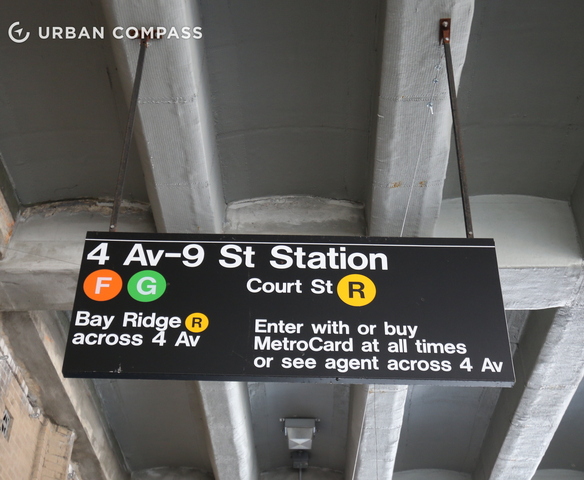 URBAN COMPASS
4 Av-9 St Station
F G Court St R
Bay Ridge R
across 4 Av
Enter with or buy
MetroCard at all times
or see agent across 4 Av